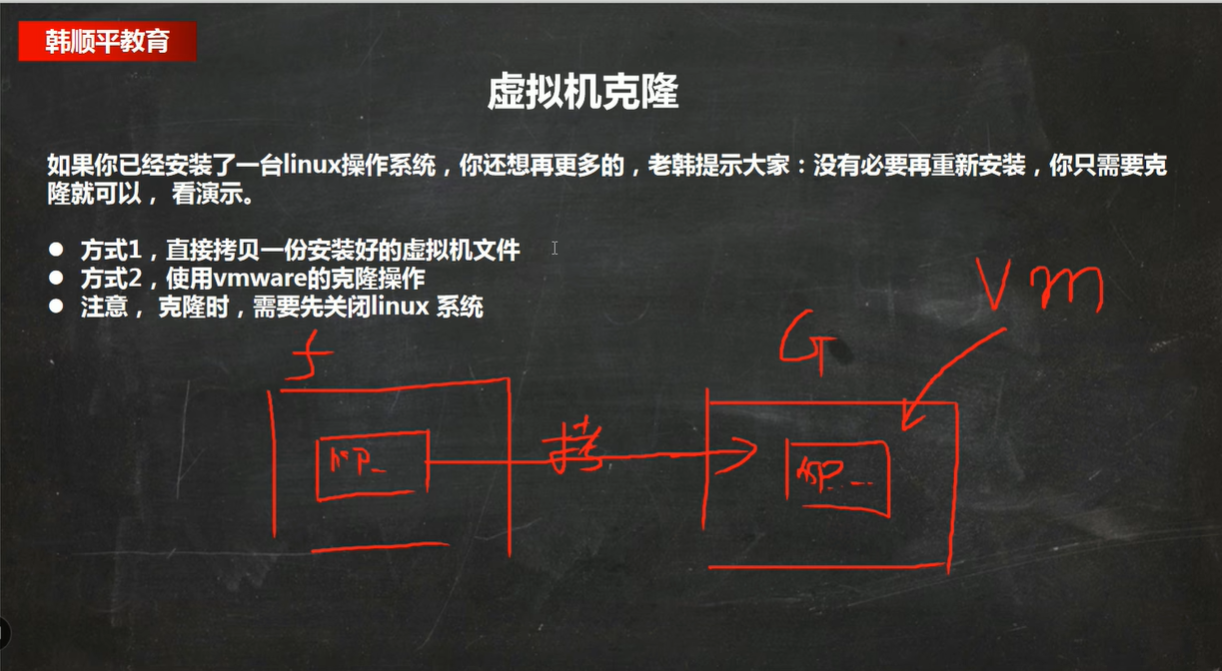 韩顺平教育
虚拟机克隆
如果你已经安装了一台linux操作系统，你还想再更多的，老韩提示大家：没有必要再重新安装，你只需要克
隆就可以， 看演示。
● 方式1，直接拷贝一份安装好的虚拟机文件
● 方式2，使用vmware的克隆操作
● 注意， 克隆时，需要先关闭linux 系统
Vm
f
G
拷